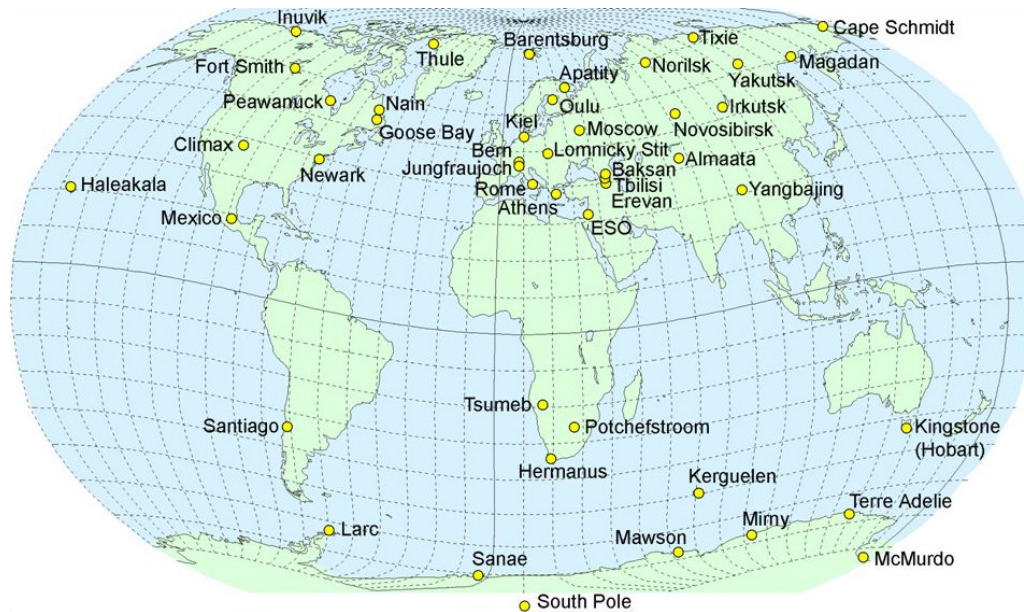 Inuvik
Cape Schmidt
Thule
Barentsburg
Tixie
Fort Smith
Norilsk
Yakutsk
Magadan
Apatity
Peawanuck
Nain
Oulu
Irkutsk
Goose Bay
Kiel
Moscow
Novosibirsk
Climax
Bern
Lomnicky Stit
Almaata
Newark
Jungfraujoch
Baksan
Haleakala
Rome
Tbilisi
Yangbajing
Athens
Erevan
Mexico
ESO
Tsumeb
Santiago
Potchefstroom
Kingstone
(Hobart)
Hermanus
Kerguelen
Terre Adelie
Larc
Mirny
Mawson
Sanae
McMurdo
South Pole